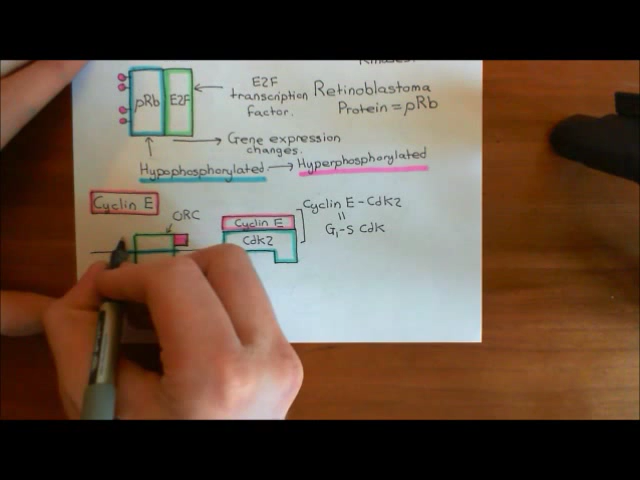 pRb
E2F
E2F
transcription
factor.
Retinoblastoma
Protein = pRb
Gene expression
changes.
Hypophosphorylated → Hyperphosphorylated
Cyclin E
ORC
Cyclin E
Cdk2
Cyclin E-Cdk2
=
G1-S Cdk